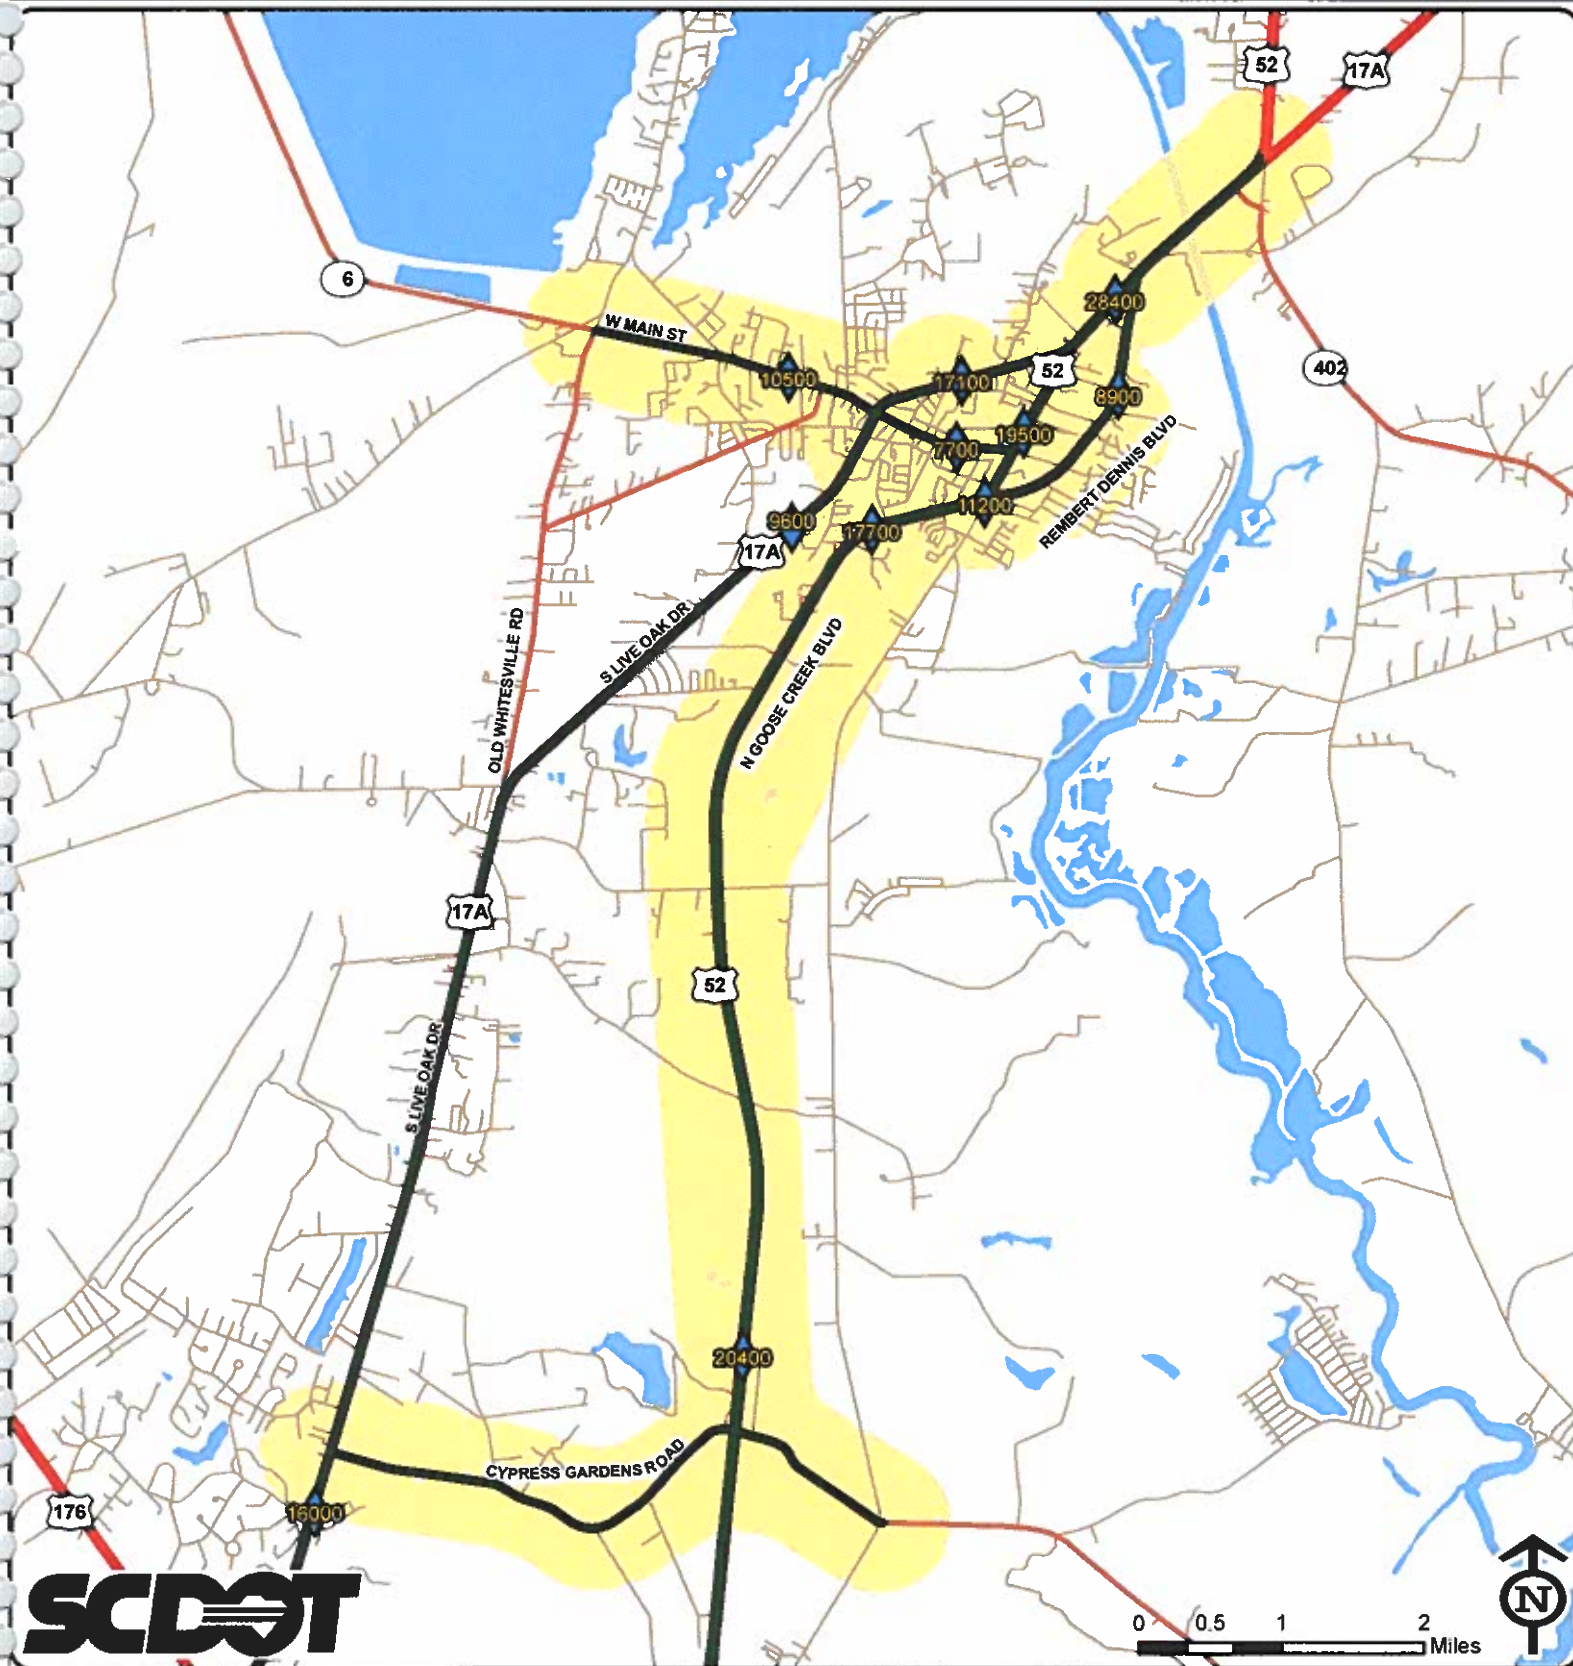 52
17A
6
W MAIN ST
28400
10500
17100
52
402
8900
7700
19500
REMBERT DENNIS BLVD
11200
9600
17700
17A
S LIVE OAK DR
OLD WHITESVILLE RD
N GOOSE CREEK BLVD
17A
52
S LIVE OAK DR
20400
CYPRESS GARDENS ROAD
176
16000
SCDOT
N
0 0.5 1 2
Miles